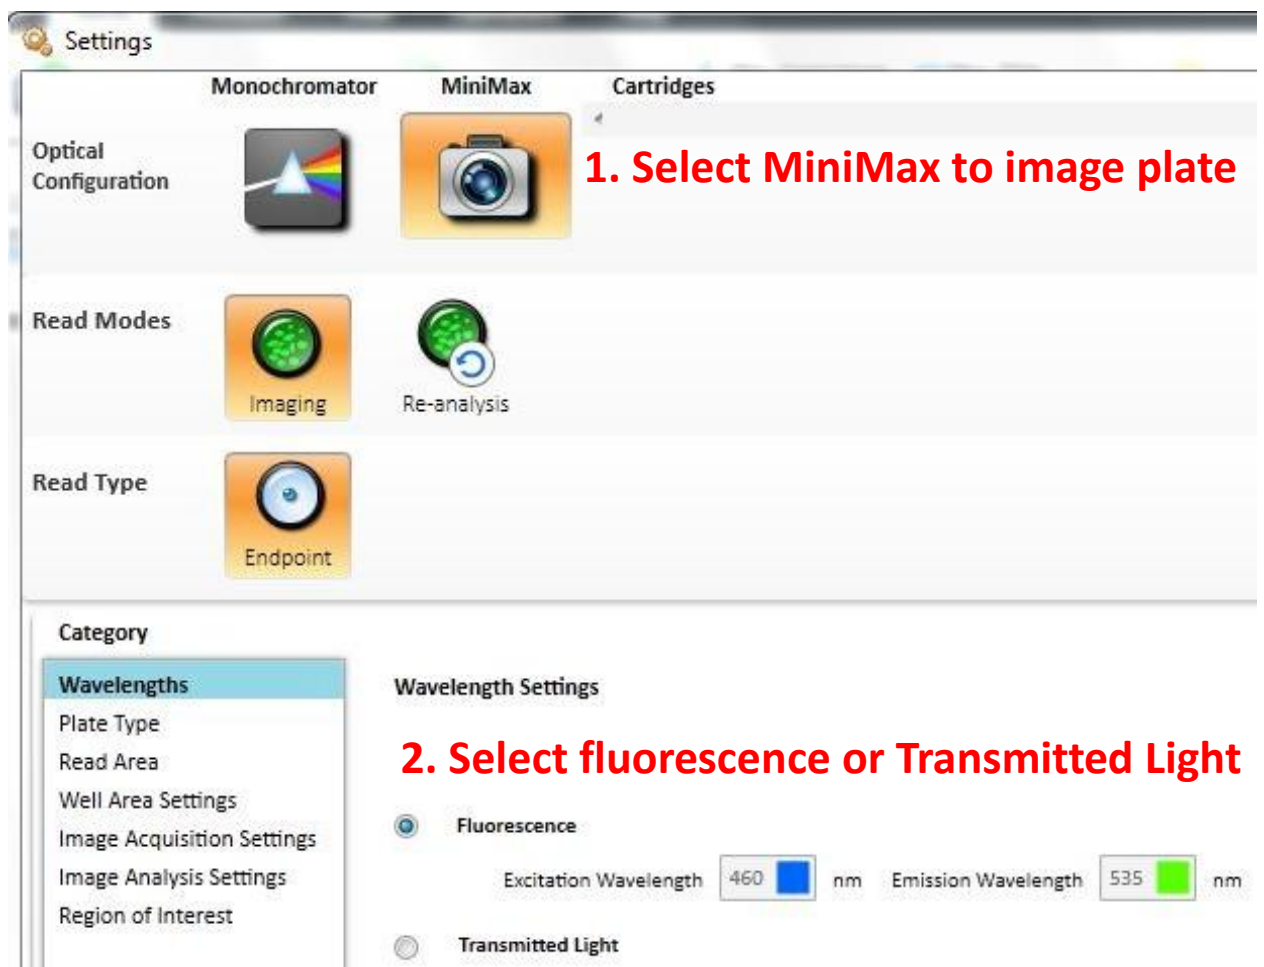 Settings
Monochromator MiniMax Cartridges
Optical
Configuration
1. Select MiniMax to image plate
Read Modes
Imaging Re-analysis
Read Type
Endpoint
Category
Wavelengths
Plate Type
Read Area
Well Area Settings
Image Acquisition Settings
Image Analysis Settings
Region of Interest
Wavelength Settings
2. Select fluorescence or Transmitted Light
Fluorescence
Excitation Wavelength 460 nm Emission Wavelength 535 nm
Transmitted Light